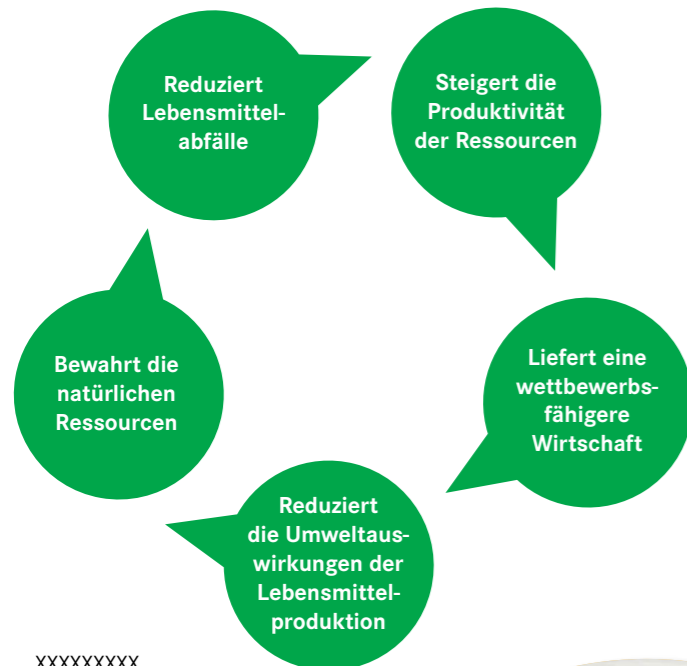 Reduziert
Lebensmittel-
abfälle
Steigert die
Produktivität
der Ressourcen
Liefert eine
wettbewerbs-
fähigere
Wirtschaft
Reduziert
die Umweltaus-
wirkungen der
Lebensmittel-
produktion
Bewahrt die
natürlichen
Ressourcen
XXXXXXXXX